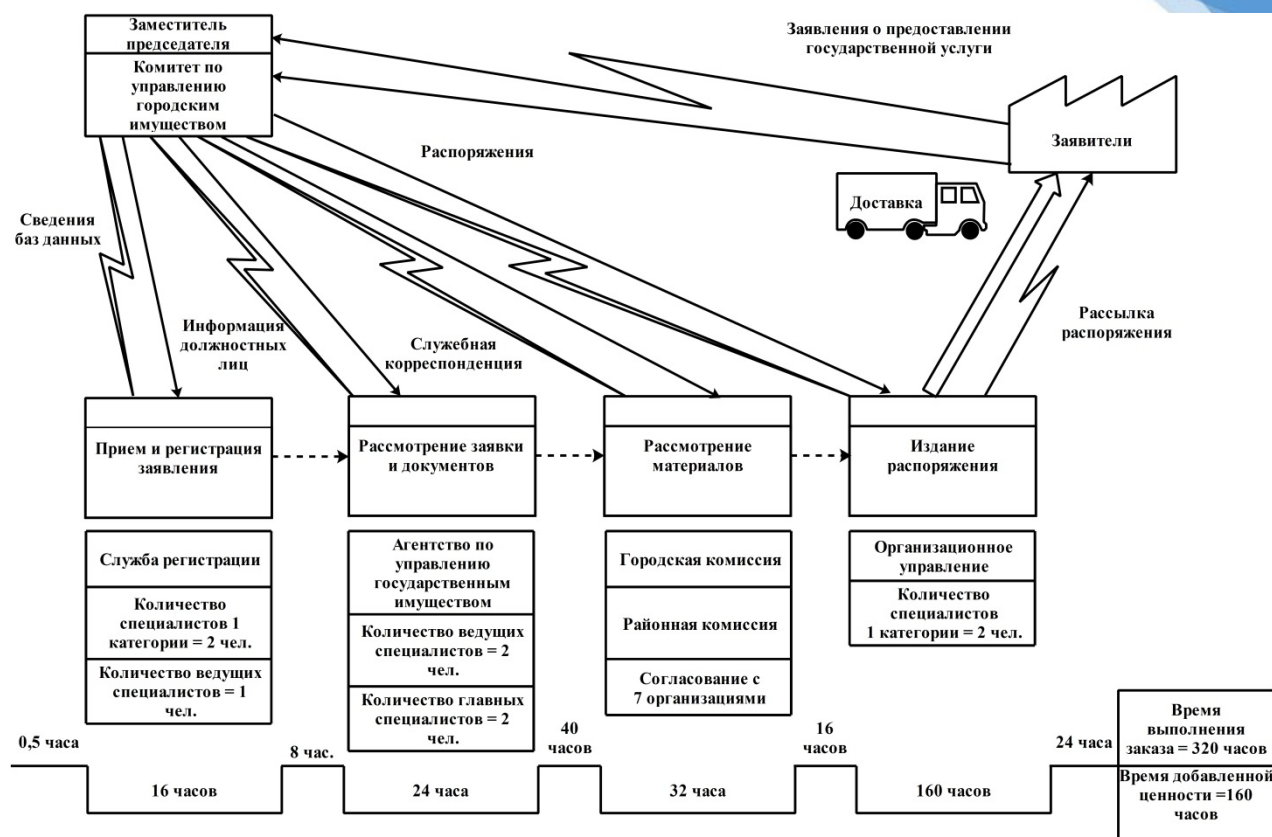 Заместитель
председателя
Комитет по
управлению
городским
имуществом
Заявления о предоставлении
государственной услуги
Заявители
Распоряжения
Доставка
Сведения
баз данных
Информация
должностных
лиц
Служебная
корреспонденция
Рассылка
распоряжения
Прием и регистрация
заявления
Рассмотрение заявки
и документов
Рассмотрение
материалов
Издание
распоряжения
Служба регистрации
Количество
специалистов 1
категории = 2 чел.
Количество ведущих
специалистов = 1
чел.
Агентство по
управлению
государственным
имуществом
Количество ведущих
специалистов = 2
чел.
Количество главных
специалистов = 2
чел.
Городская комиссия
Районная комиссия
Согласование с
7 организациями
Организационное
управление
Количество
специалистов
1 категории = 2 чел.
0,5 часа
16 часов
8 час.
24 часа
40
часов
32 часа
16
часов
160 часов
24 часа
Время
выполнения
заказа = 320 часов
Время добавленной
ценности =160
часов